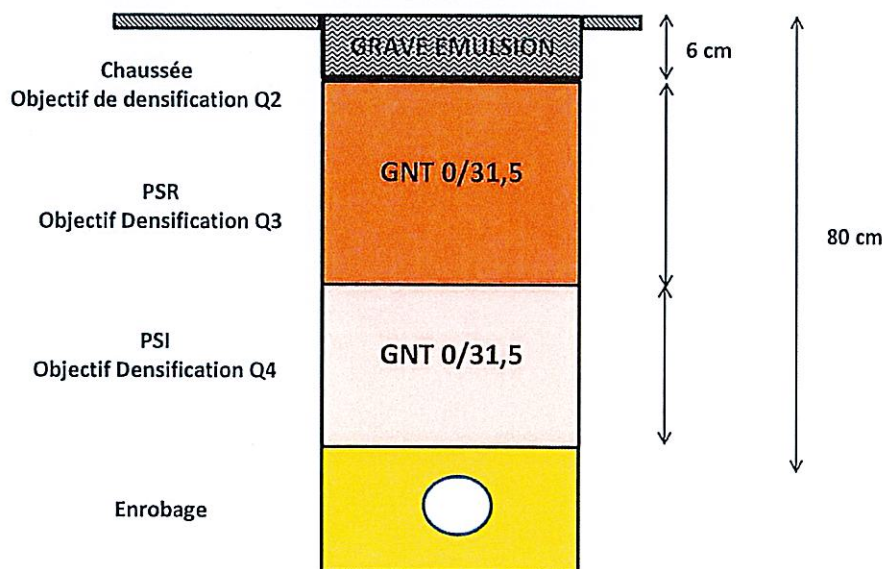 GRAVE EMULSION
6 cm
Chaussée
Objectif de densification Q2
GNT 0/31,5
PSR
Objectif Densification Q3
80 cm
PSI
Objectif Densification Q4
GNT 0/31,5
Enrobage